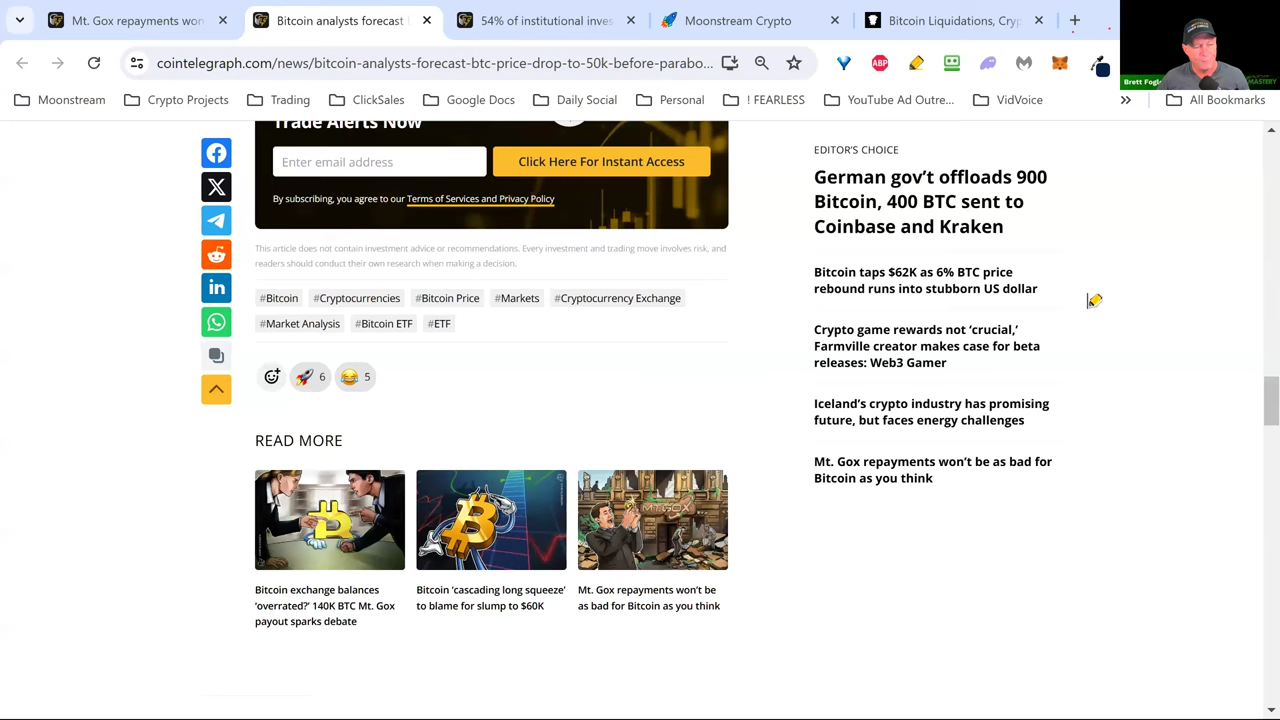 Mt. Gox repayments won'
Bitcoin analysts forecast
54% of institutional inves
Moonstream Crypto
Bitcoin Liquidations, Cryp
cointelegraph.com/news/bitcoin-analysts-forecast-btc-price-drop-to-50k-before-parabo...
ABP
Brett Fogle
MASTERY
Moonstream
Crypto Projects
Trading
ClickSales
Google Docs
Daily Social
Personal
! FEARLESS
YouTube Ad Outre...
VidVoice
All Bookmarks
Trade Alerts Now
Enter email address
Click Here For Instant Access
By subscribing, you agree to our Terms of Services and Privacy Policy
This article does not contain investment advice or recommendations. Every investment and trading move involves risk, and
readers should conduct their own research when making a decision.
#Bitcoin #Cryptocurrencies #Bitcoin Price #Markets #Cryptocurrency Exchange
#Market Analysis #Bitcoin ETF #ETF
6
5
READ MORE
Bitcoin exchange balances
'overrated?' 140K BTC Mt. Gox
payout sparks debate
Bitcoin 'cascading long squeeze'
to blame for slump to $60K
MT.GOX
Mt. Gox repayments won't be
as bad for Bitcoin as you think
EDITOR'S CHOICE
German gov't offloads 900
Bitcoin, 400 BTC sent to
Coinbase and Kraken
Bitcoin taps $62K as 6% BTC price
rebound runs into stubborn US dollar
Crypto game rewards not 'crucial,'
Farmville creator makes case for beta
releases: Web3 Gamer
Iceland's crypto industry has promising
future, but faces energy challenges
Mt. Gox repayments won't be as bad for
Bitcoin as you think